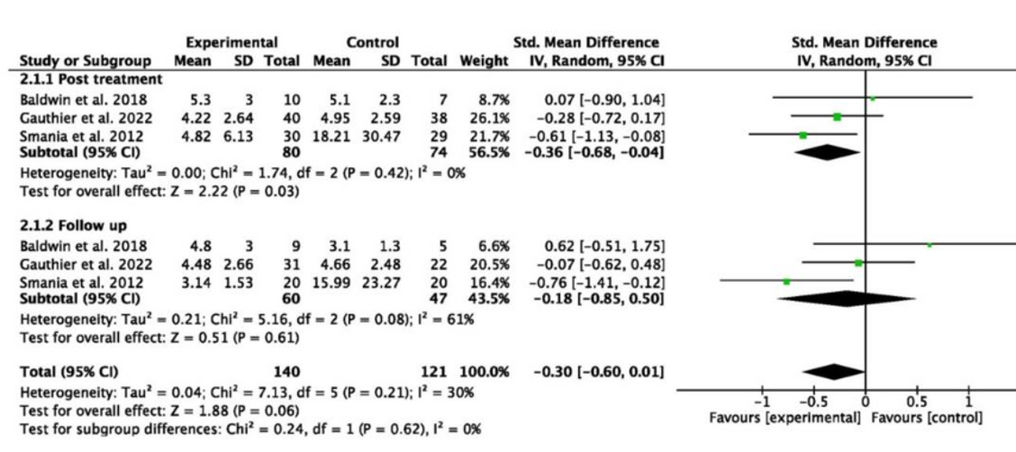 Experimental Control Std. Mean Difference Std. Mean Difference
Study or Subgroup Mean SD Total Mean SD Total Weight IV, Random, 95% CI IV, Random, 95% CI
2.1.1 Post treatment
Baldwin et al. 2018 5.3 3 10 5.1 2.3 7 8.7% 0.07 [-0.90, 1.04]
Gauthier et al. 2022 4.22 2.64 40 4.95 2.59 38 26.1% -0.28 [-0.72, 0.17]
Smania et al. 2012 4.82 6.13 30 18.21 30.47 29 21.7% -0.61 [-1.13, -0.08]
Subtotal (95% CI) 80 74 56.5% -0.36 [-0.68, -0.04]
Heterogeneity: Tau² = 0.00; Chi² = 1.74, df = 2 (P = 0.42); I² = 0%
Test for overall effect: Z = 2.22 (P = 0.03)
2.1.2 Follow up
Baldwin et al. 2018 4.8 3 9 3.1 1.3 5 6.6% 0.62 [-0.51, 1.75]
Gauthier et al. 2022 4.48 2.66 31 4.66 2.48 22 20.5% -0.07 [-0.62, 0.48]
Smania et al. 2012 3.14 1.53 20 15.99 23.27 20 16.4% -0.76 [-1.41, -0.12]
Subtotal (95% CI) 60 47 43.5% -0.18 [-0.85, 0.50]
Heterogeneity: Tau² = 0.21; Chi² = 5.16, df = 2 (P = 0.08); I² = 61%
Test for overall effect: Z = 0.51 (P = 0.61)
Total (95% CI) 140 121 100.0% -0.30 [-0.60, 0.01]
Heterogeneity: Tau² = 0.04; Chi² = 7.13, df = 5 (P = 0.21); I² = 30%
Test for overall effect: Z = 1.88 (P = 0.06)
Test for subgroup differences: Chi² = 0.24, df = 1 (P = 0.62), I² = 0%
-1 -0.5 0 0.5 1
Favours [experimental] Favours [control]